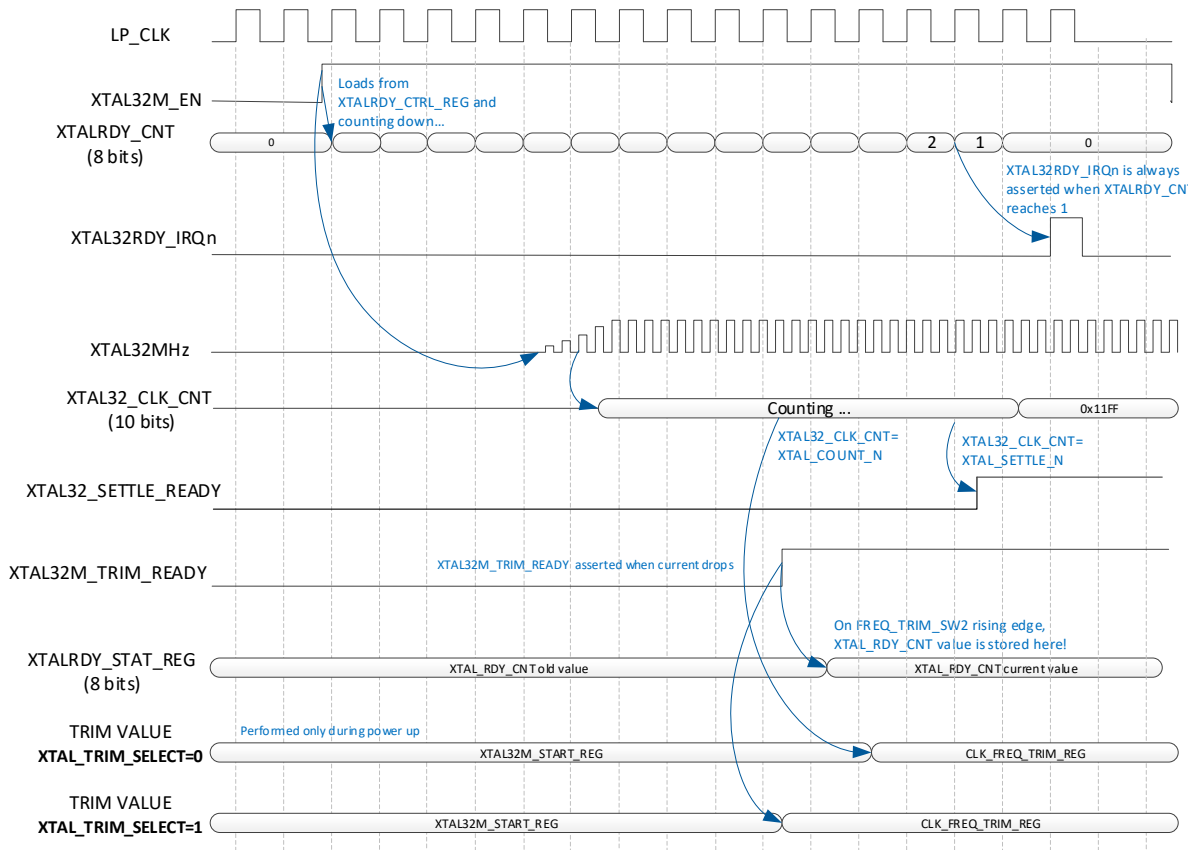 LP_CLK
XTAL32M_EN
Loads from
XTALRDY_CTRL_REG and
counting down...
XTALRDY_CNT
(8 bits)
0
2
1
0
XTAL32RDY_IRQn is always
asserted when XTALRDY_CNT
reaches 1
XTAL32RDY_IRQn
XTAL32MHz
XTAL32_CLK_CNT
(10 bits)
Counting ...
0x11FF
XTAL32_CLK_CNT=
XTAL_COUNT_N
XTAL32_CLK_CNT=
XTAL_SETTLE_N
XTAL32_SETTLE_READY
XTAL32M_TRIM_READY
XTAL32M_TRIM_READY asserted when current drops
On FREQ_TRIM_SW2 rising edge,
XTAL_RDY_CNT value is stored here!
XTALRDY_STAT_REG
(8 bits)
XTAL_RDY_CNT old value
XTAL_RDY_CNT current value
TRIM VALUE
XTAL_TRIM_SELECT=0
Performed only during power up
XTAL32M_START_REG
CLK_FREQ_TRIM_REG
TRIM VALUE
XTAL_TRIM_SELECT=1
XTAL32M_START_REG
CLK_FREQ_TRIM_REG